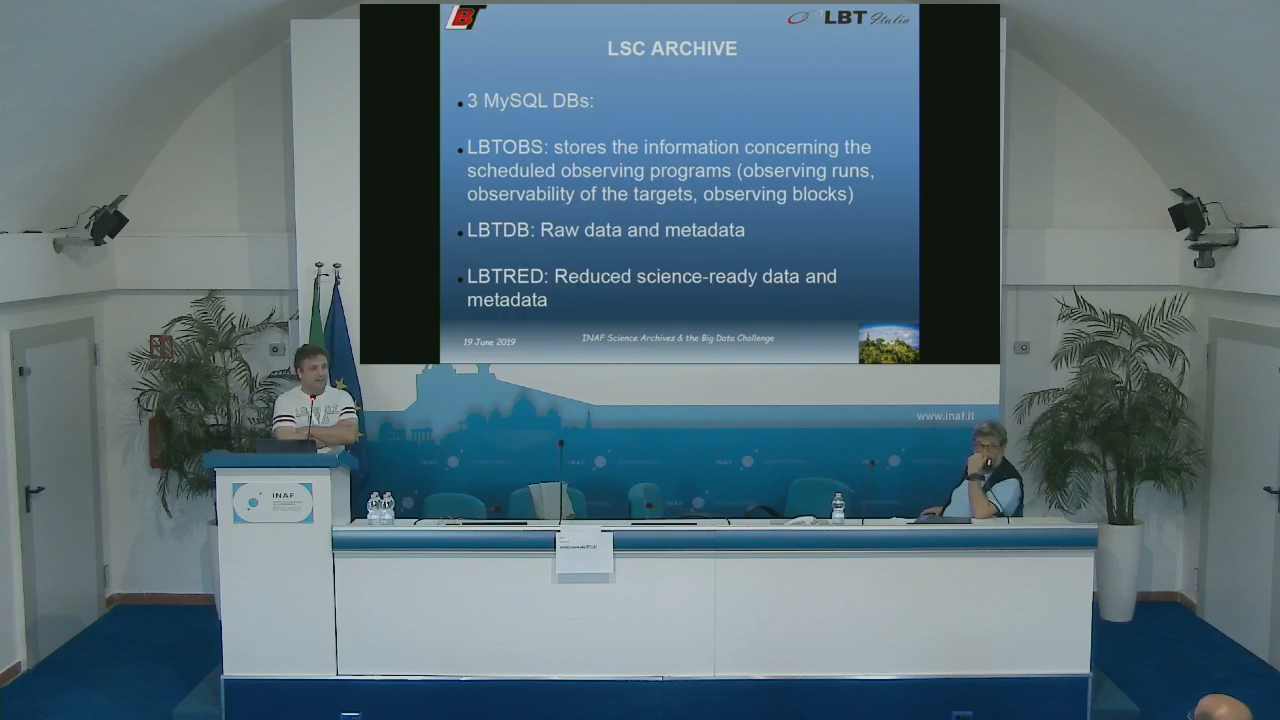 LBT
LBT Italia
LSC ARCHIVE
3 MySQL DBs:
LBTOBS: stores the information concerning the
scheduled observing programs (observing runs,
observability of the targets, observing blocks)
LBTDB: Raw data and metadata
LBTRED: Reduced science-ready data and
metadata
19 June 2019
INAF Science Archives & the Big Data Challenge
www.inaf.it
INAF